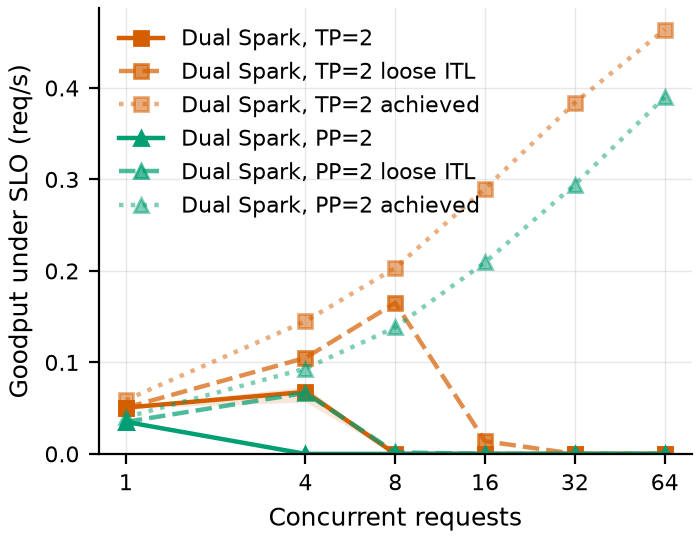 Dual Spark, TP=2
Dual Spark, TP=2 loose ITL
Dual Spark, TP=2 achieved
Dual Spark, PP=2
Dual Spark, PP=2 loose ITL
Dual Spark, PP=2 achieved
Goodput under SLO (req/s)
0.4
0.3
0.2
0.1
0.0
1 4 8 16 32 64
Concurrent requests